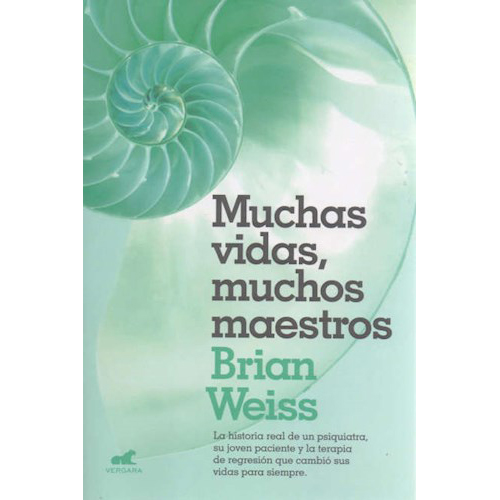 Muchas
vidas,
muchos
maestros
Brian
Weiss
La historia real de un psiquiatra,
su joven paciente y la terapia
de regresión que cambió sus
vidas para siempre.
VERGARA